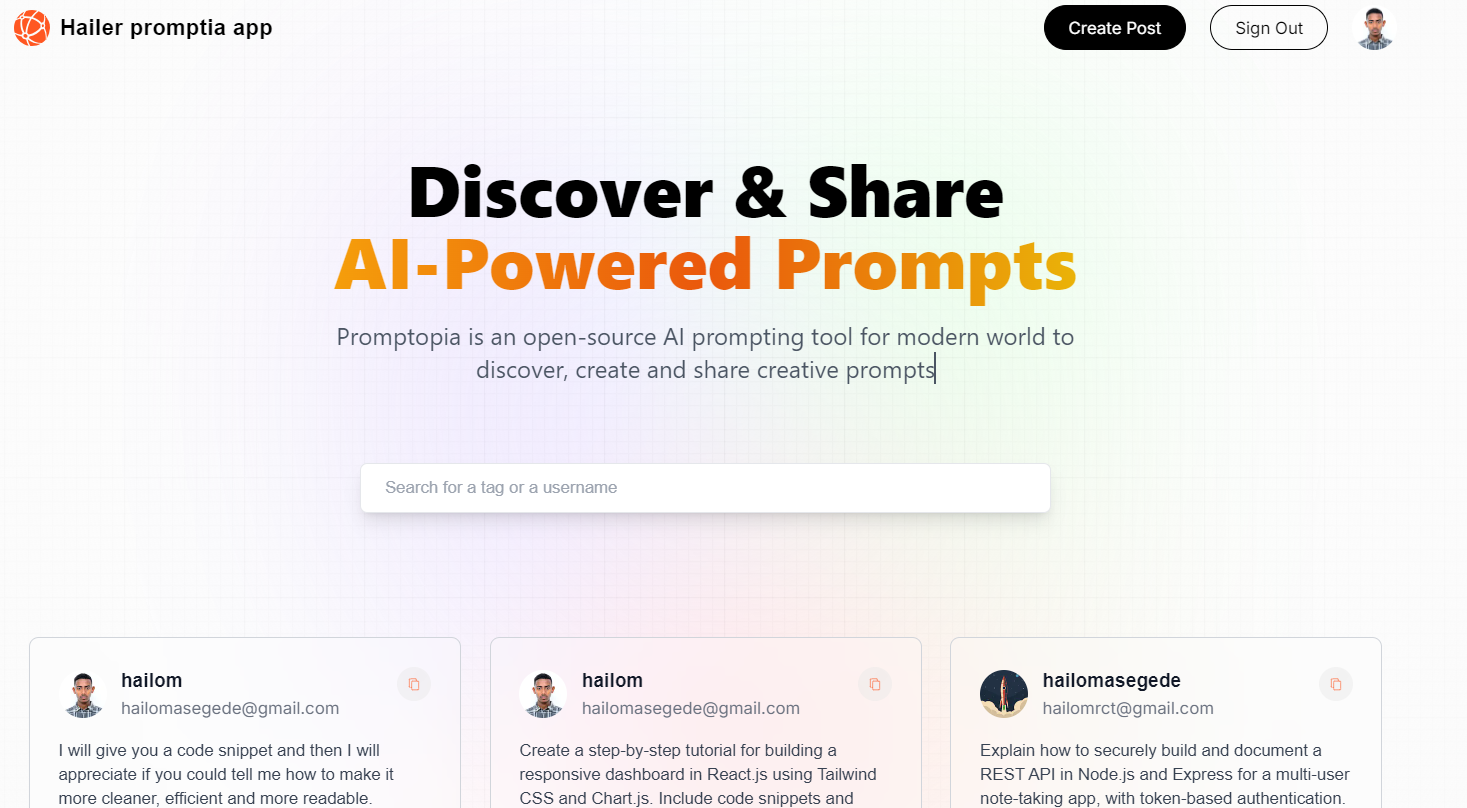 Hailer promptia app
Create Post
Sign Out
Discover & Share
AI-Powered Prompts
Promptopia is an open-source AI prompting tool for modern world to
discover, create and share creative prompts
Search for a tag or a username
hailom
hailomasegede@gmail.com
I will give you a code snippet and then I will
appreciate if you could tell me how to make it
more cleaner, efficient and more readable.
hailom
hailomasegede@gmail.com
Create a step-by-step tutorial for building a
responsive dashboard in React.js using Tailwind
CSS and Chart.js. Include code snippets and
hailomasegede
hailomrct@gmail.com
Explain how to securely build and document a
REST API in Node.js and Express for a multi-user
note-taking app, with token-based authentication.